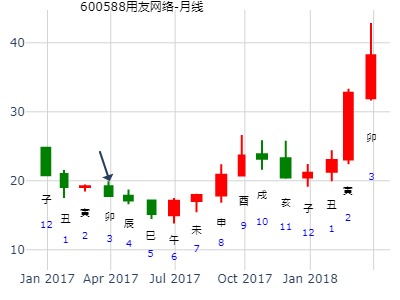 600588用友网络-月线
40
30
20
10
子 丑 寅 卯 辰 巳 午 未 申 酉 戌 亥 子 丑 寅 卯
12 1 2 3 4 5 6 7 8 9 10 11 12 1 2 3
Jan 2017 Apr 2017 Jul 2017 Oct 2017 Jan 2018